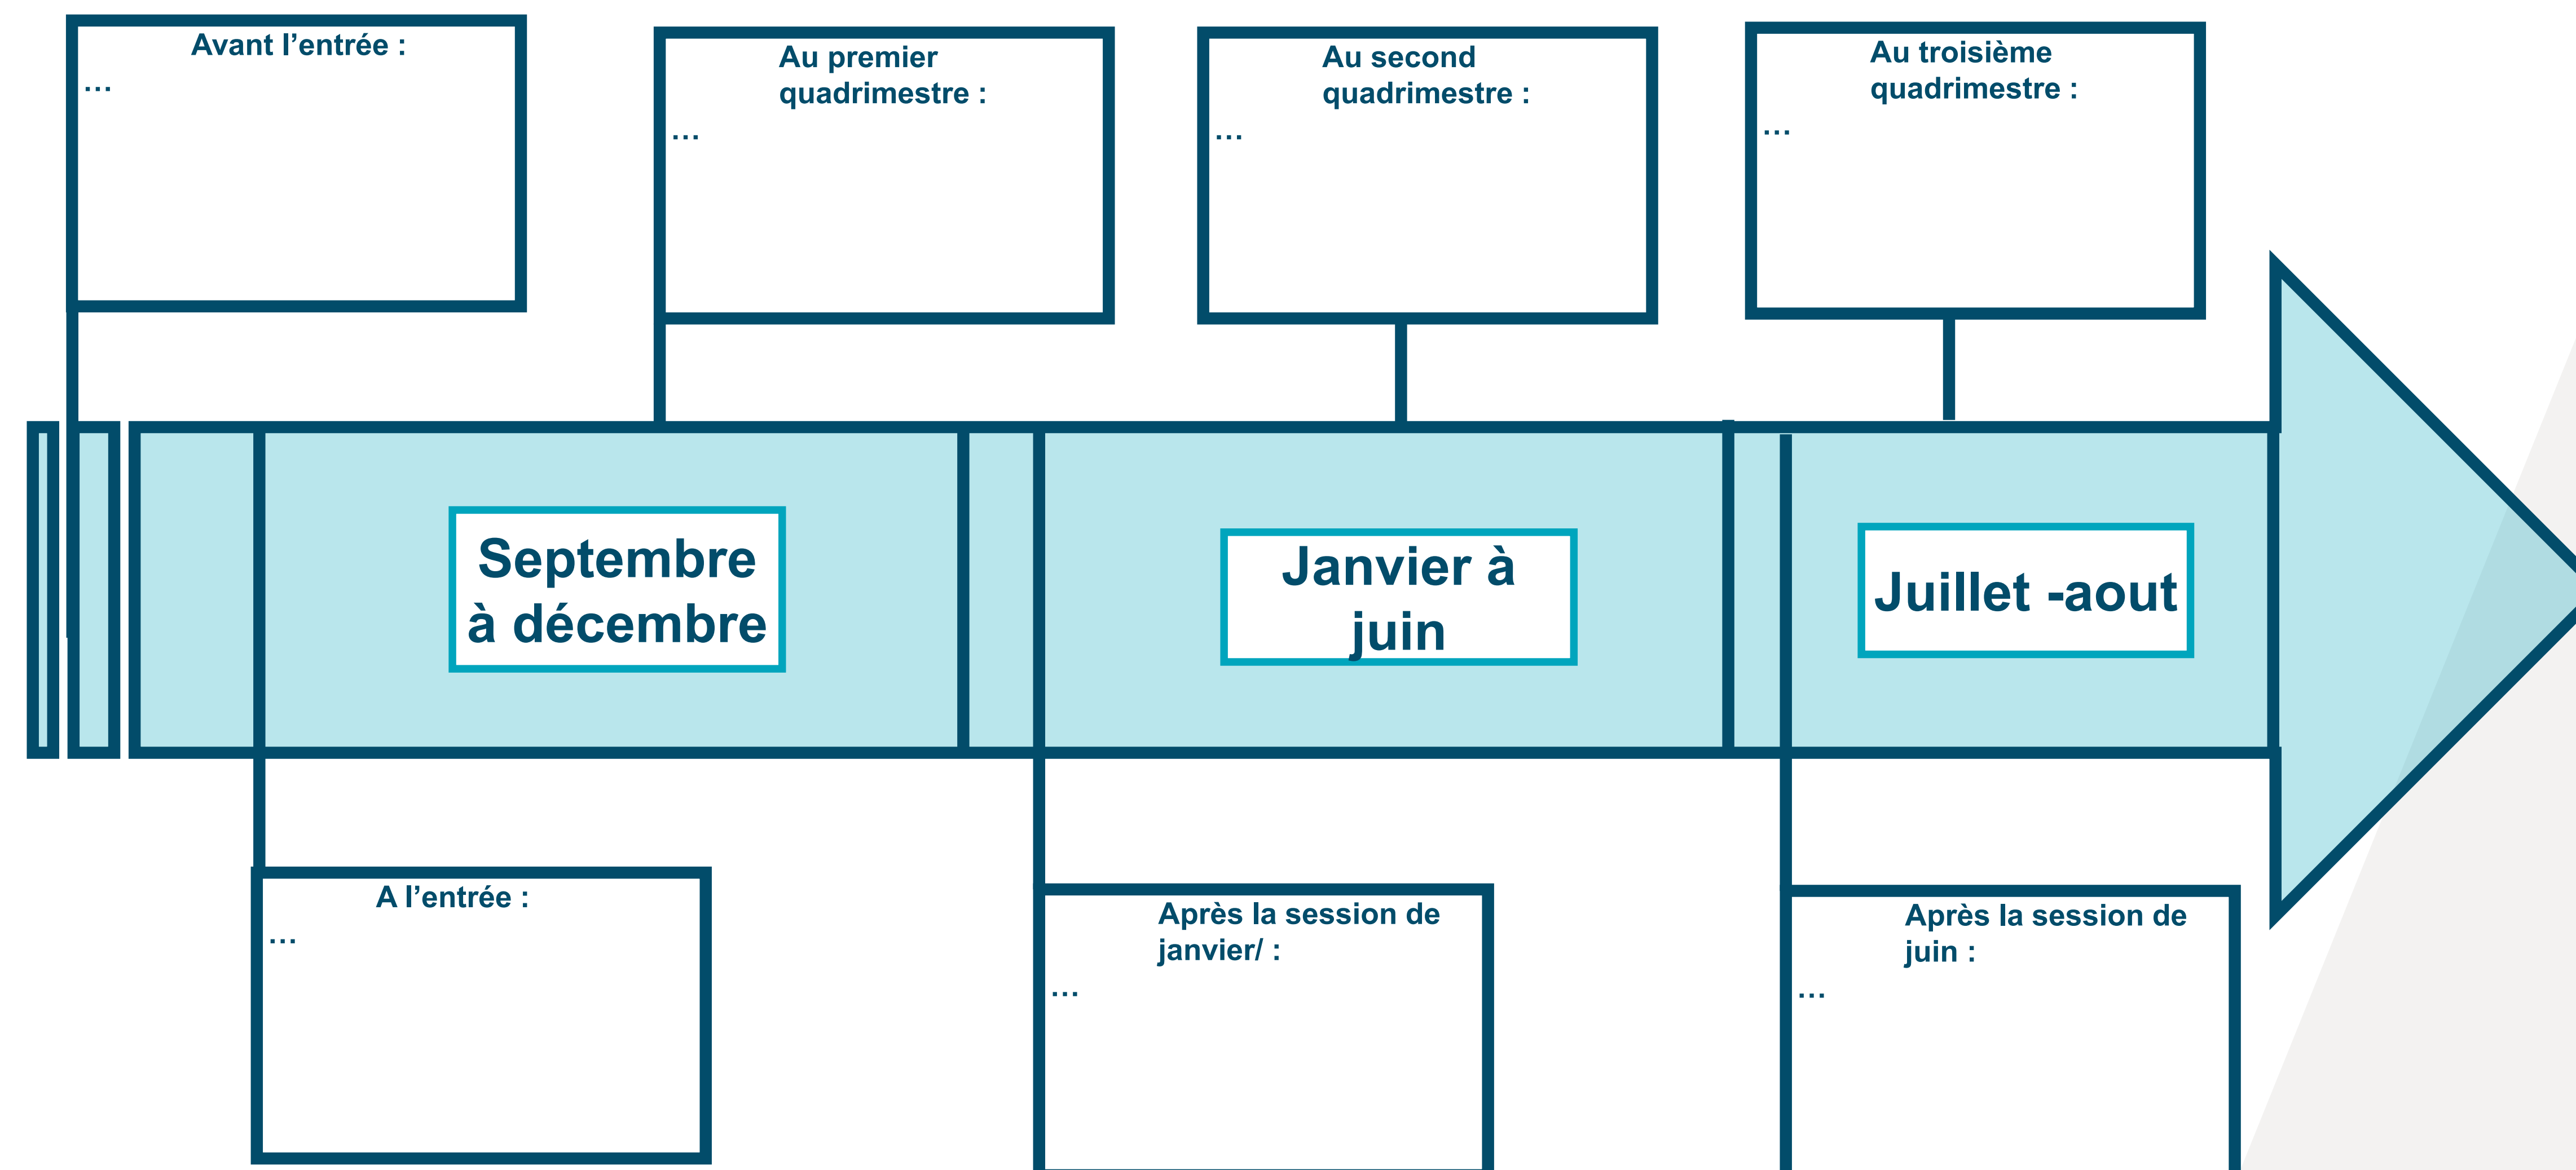 Avant l’entrée :
…
Au premier
quadrimestre :
…
Au second
quadrimestre :
…
Au troisième
quadrimestre :
…
Septembre
à décembre
Janvier à
juin
Juillet -aout
A l’entrée :
…
Après la session de
janvier/ :
…
Après la session de
juin :
…